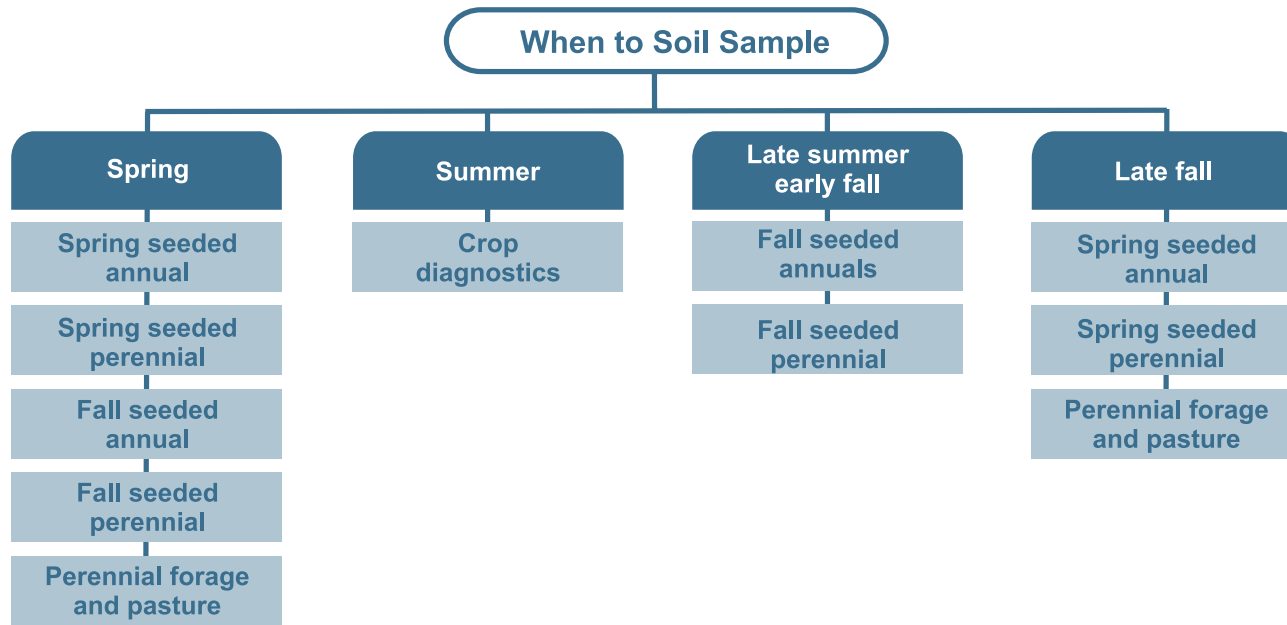 When to Soil Sample
Spring
Spring seeded
annual
Spring seeded
perennial
Fall seeded
annual
Fall seeded
perennial
Perennial forage
and pasture
Summer
Crop
diagnostics
Late summer
early fall
Fall seeded
annuals
Fall seeded
perennial
Late fall
Spring seeded
annual
Spring seeded
perennial
Perennial forage
and pasture